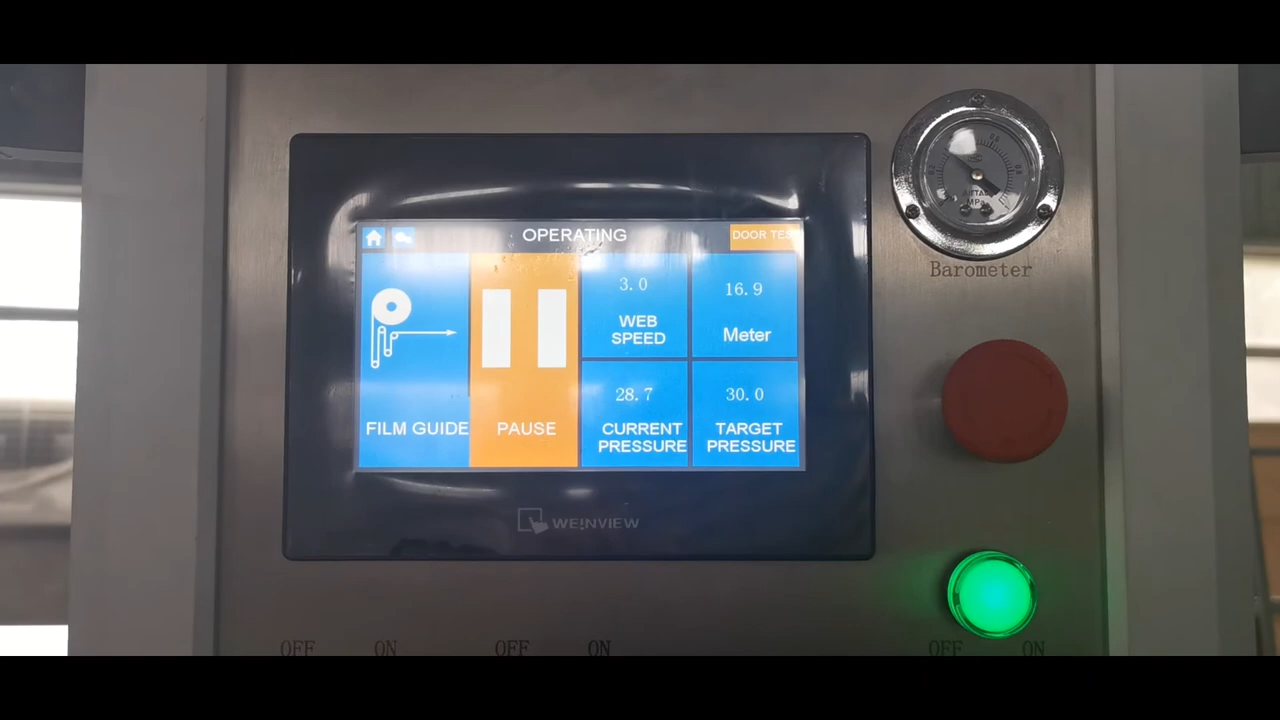 OPERATING
DOOR TES
3.0
WEB
SPEED
16.9
Meter
FILM GUIDE
PAUSE
28.7
CURRENT
PRESSURE
30.0
TARGET
PRESSURE
WEINVIEW
MPa
Barometer
OFF ON OFF ON OFF ON